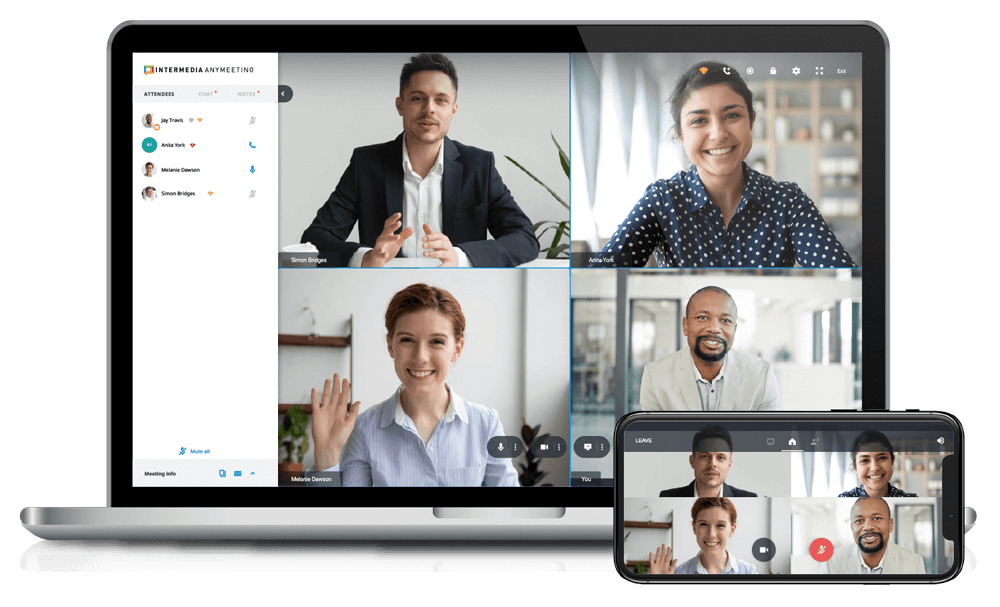 INTERMEDIA ANYMEETING
ATTENDEES CHAT NOTES
Jay Travis
AY Anita York
Melanie Dawson
Simon Bridges
Mute all
Meeting info
Exit
Simon Bridges
Anita York
Melanie Dawson
You
LEAVE